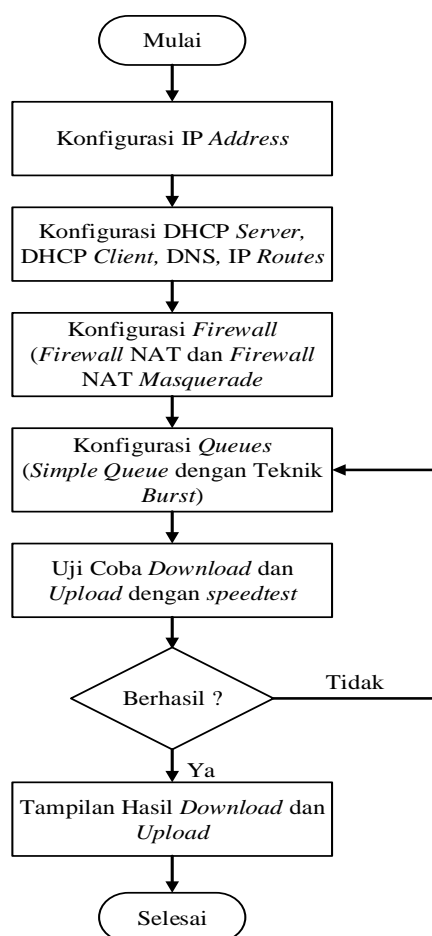 Mulai
Konfigurasi IP Address
Konfigurasi DHCP Server,
DHCP Client, DNS, IP Routes
Konfigurasi Firewall
(Firewall NAT dan Firewall
NAT Masquerade
Konfigurasi Queues
(Simple Queue dengan Teknik
Burst)
Uji Coba Download dan
Upload dengan speedtest
Berhasil ?
Tidak
Ya
Tampilan Hasil Download dan
Upload
Selesai